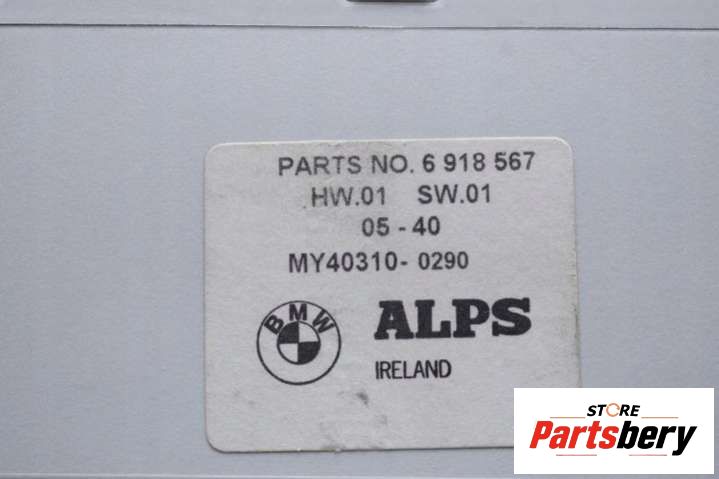 PARTS NO. 6 918 567
HW.01 SW.01
05 - 40
MY40310- 0290
BMW
ALPS
IRELAND
STORE
Partsbery